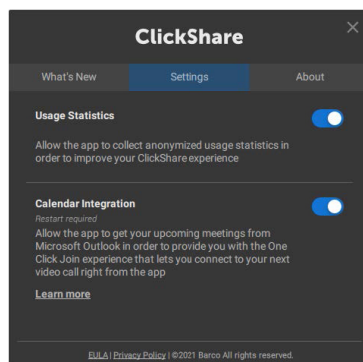 ClickShare
What's New
Settings
About
Usage Statistics
Allow the app to collect anonymized usage statistics in
order to improve your ClickShare experience
Calendar Integration
Restart required
Allow the app to get your upcoming meetings from
Microsoft Outlook in order to provide you with the One
Click Join experience that lets you connect to your next
video call right from the app
Learn more
EULA | Privacy Policy | ©2021 Barco All rights reserved.